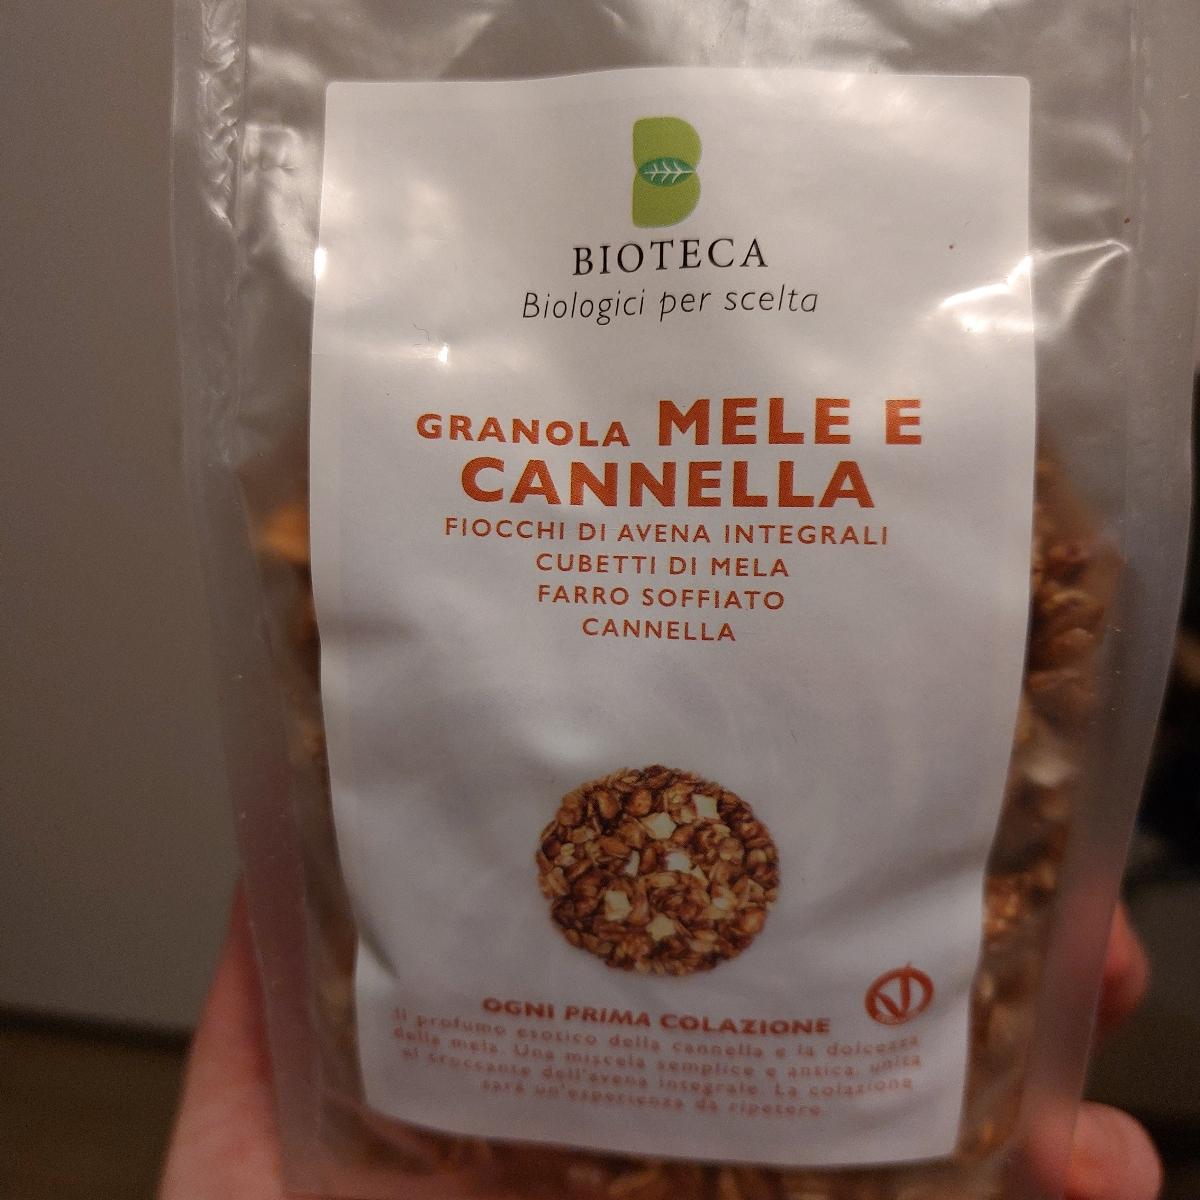 BIOTECA
Biologici per scelta
GRANOLA MELE E
CANNELLA
FIOCCHI DI AVENA INTEGRALI
CUBETTI DI MELA
FARRO SOFFIATO
CANNELLA
OGNI PRIMA COLAZIONE
Il profumo esotico della cannella e la dolcezza
della mela. Una miscela semplice e antica, unita
al croccante dell'avena integrale. La colazione
sarà un'esperienza da ripetere.